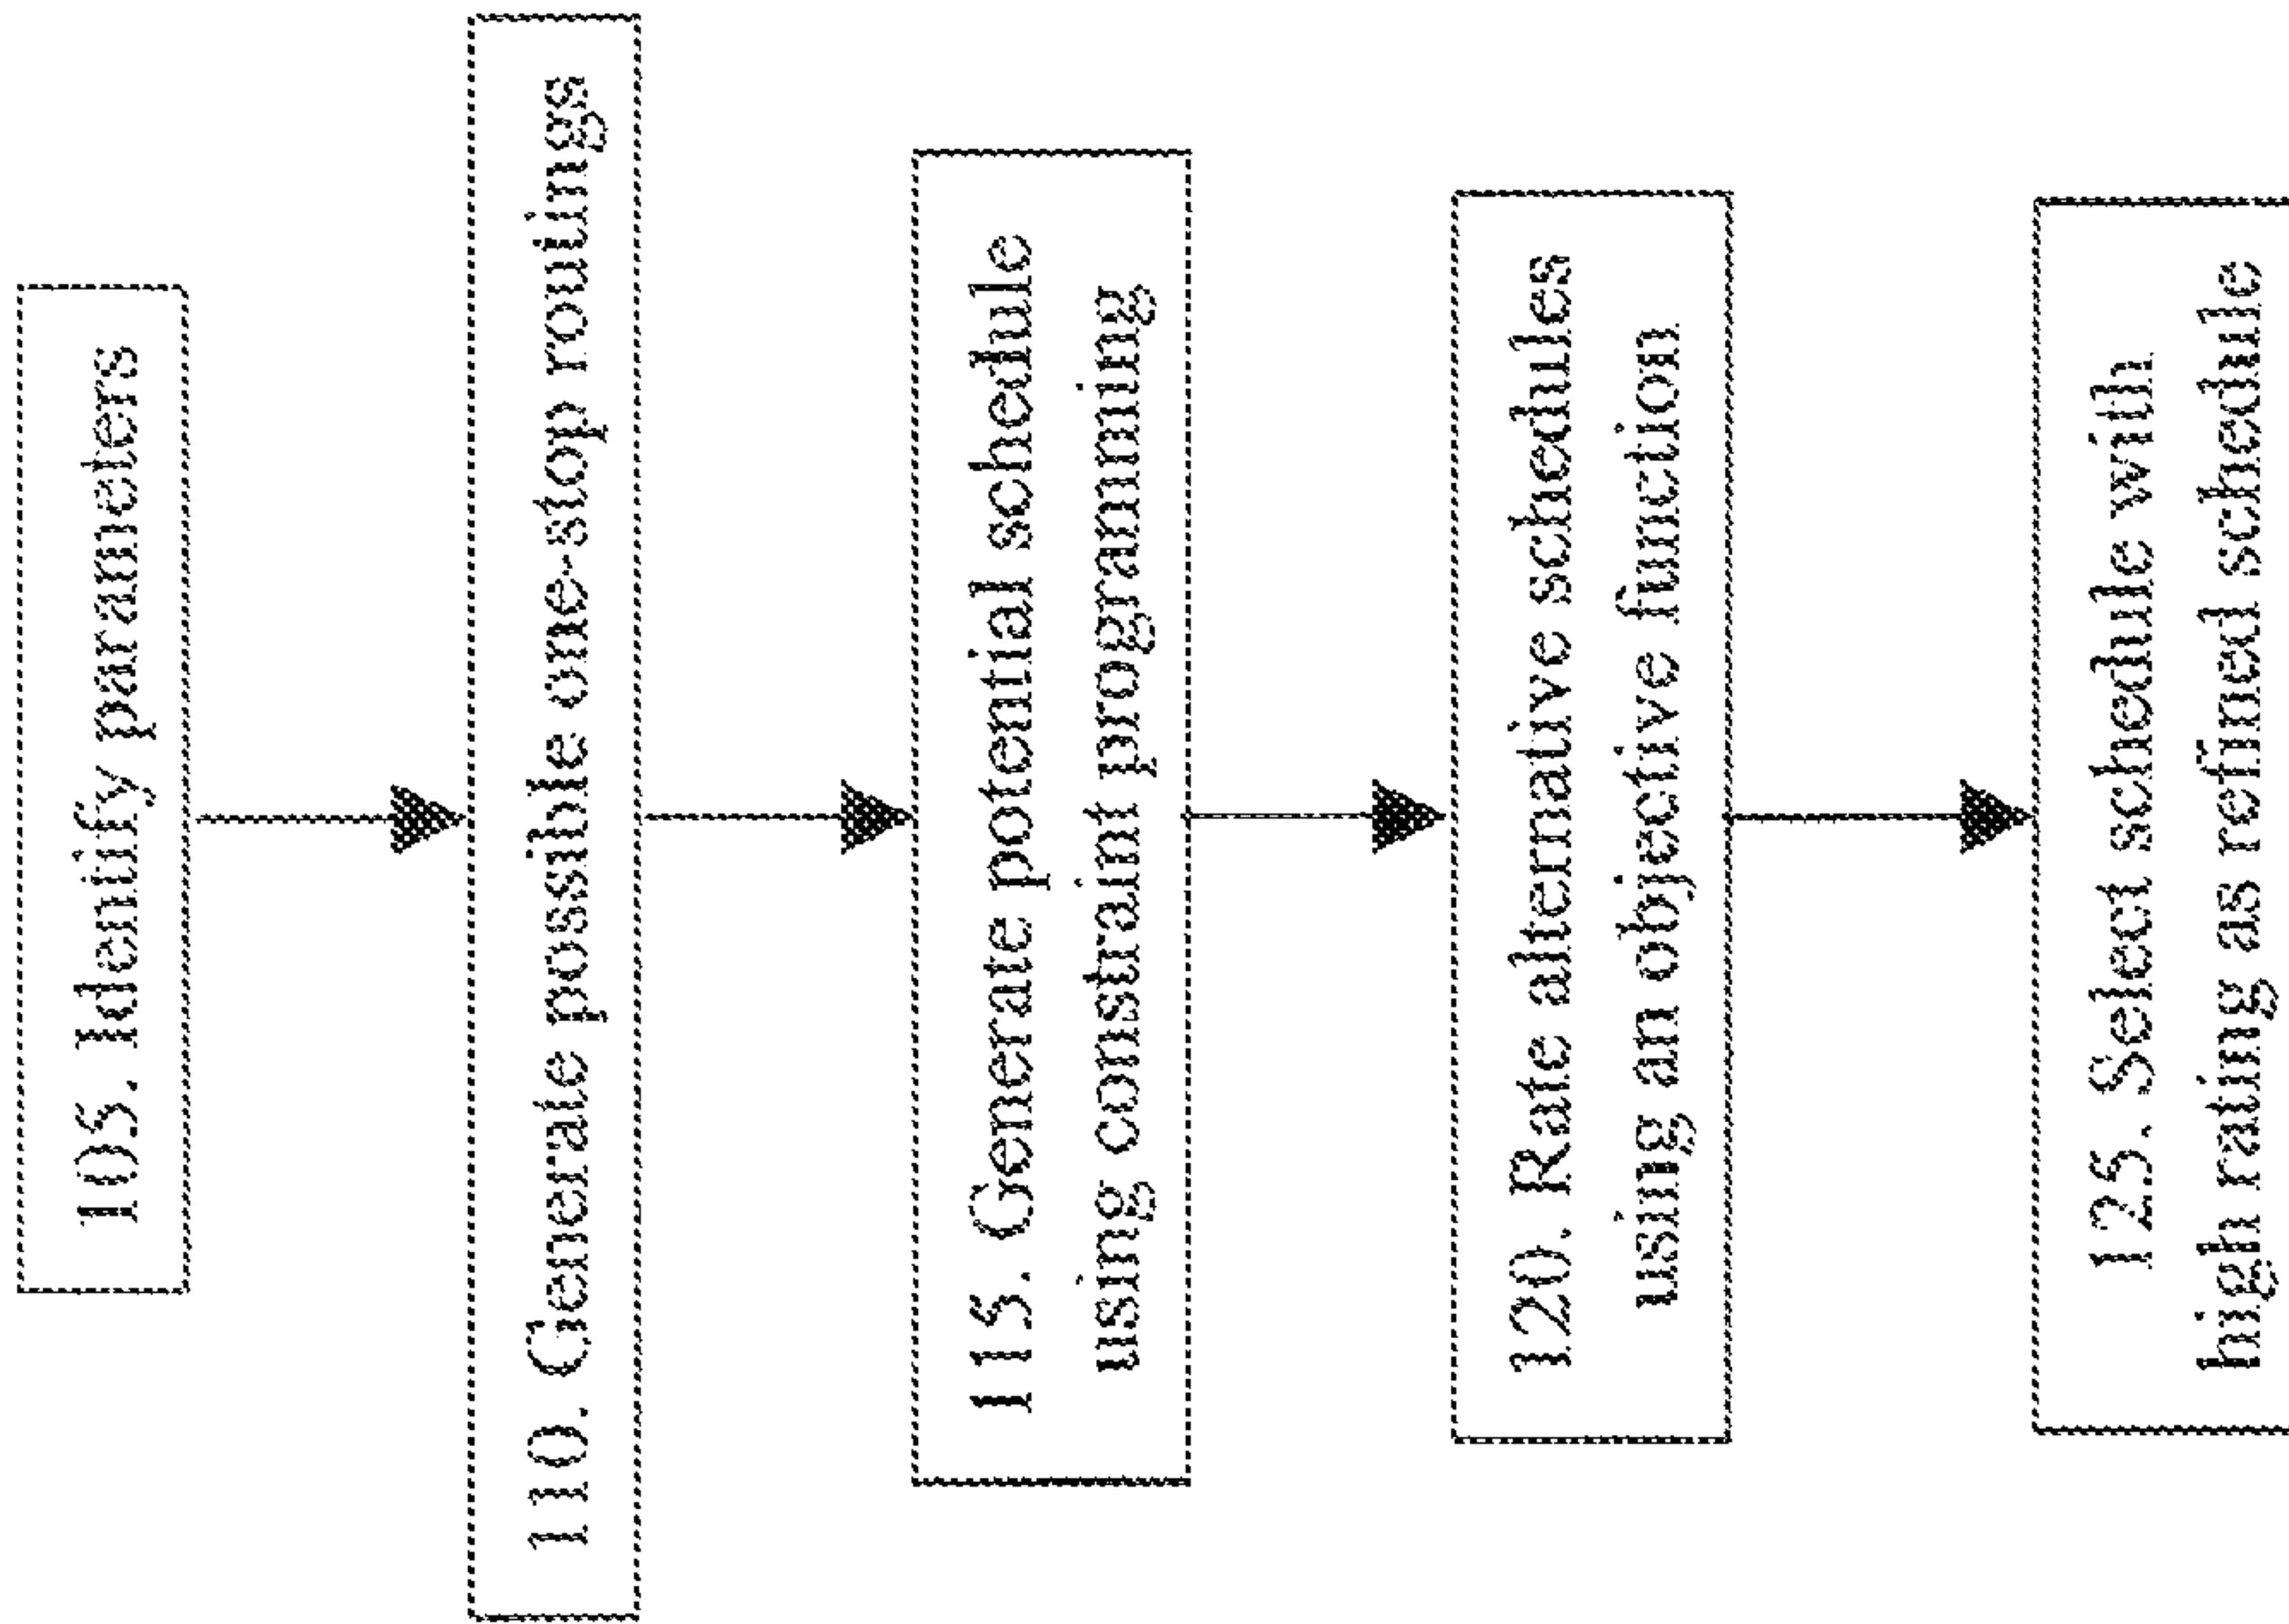 105. Identify parameters
110. Generate possible one-stop routings
115. Generate potential schedule
using constraint programming
120. Rate alternative schedules
using an objective function
125. Select schedule with
high rating as refined schedule